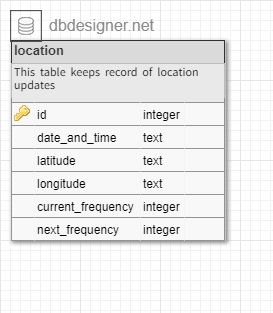 dbdesigner.net
location
This table keeps record of location
updates
id integer
date_and_time text
latitude text
longitude text
current_frequency integer
next_frequency integer